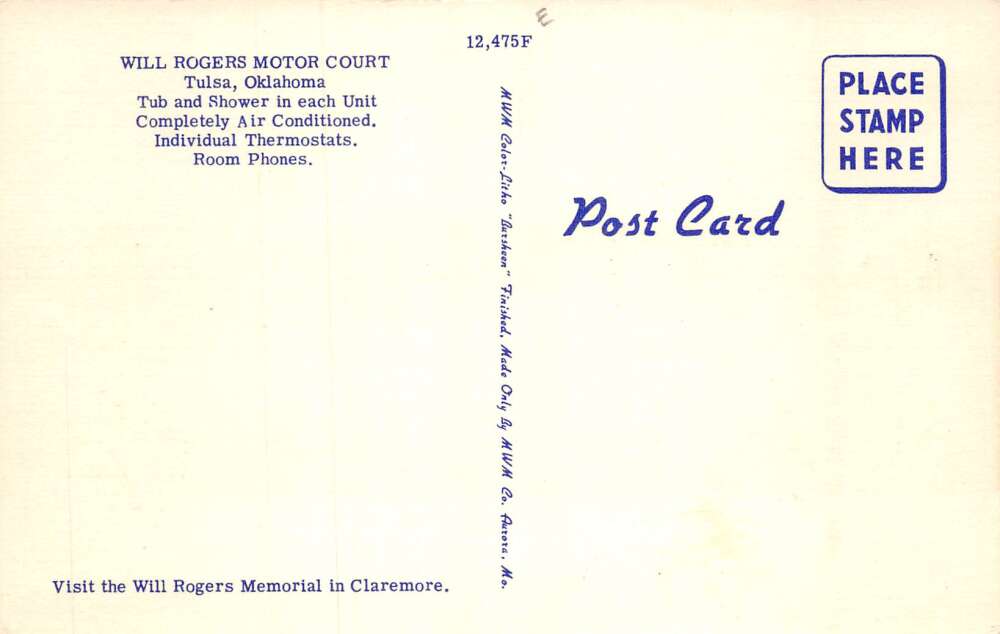 E
12,475F
WILL ROGERS MOTOR COURT
Tulsa, Oklahoma
Tub and Shower in each Unit
Completely Air Conditioned.
Individual Thermostats.
Room Phones.
Visit the Will Rogers Memorial in Claremore.
MWM Color-Litho "Bursheen" Finished, Made Only By MWM Co. Aurora, Mo.
Post Card
PLACE
STAMP
HERE